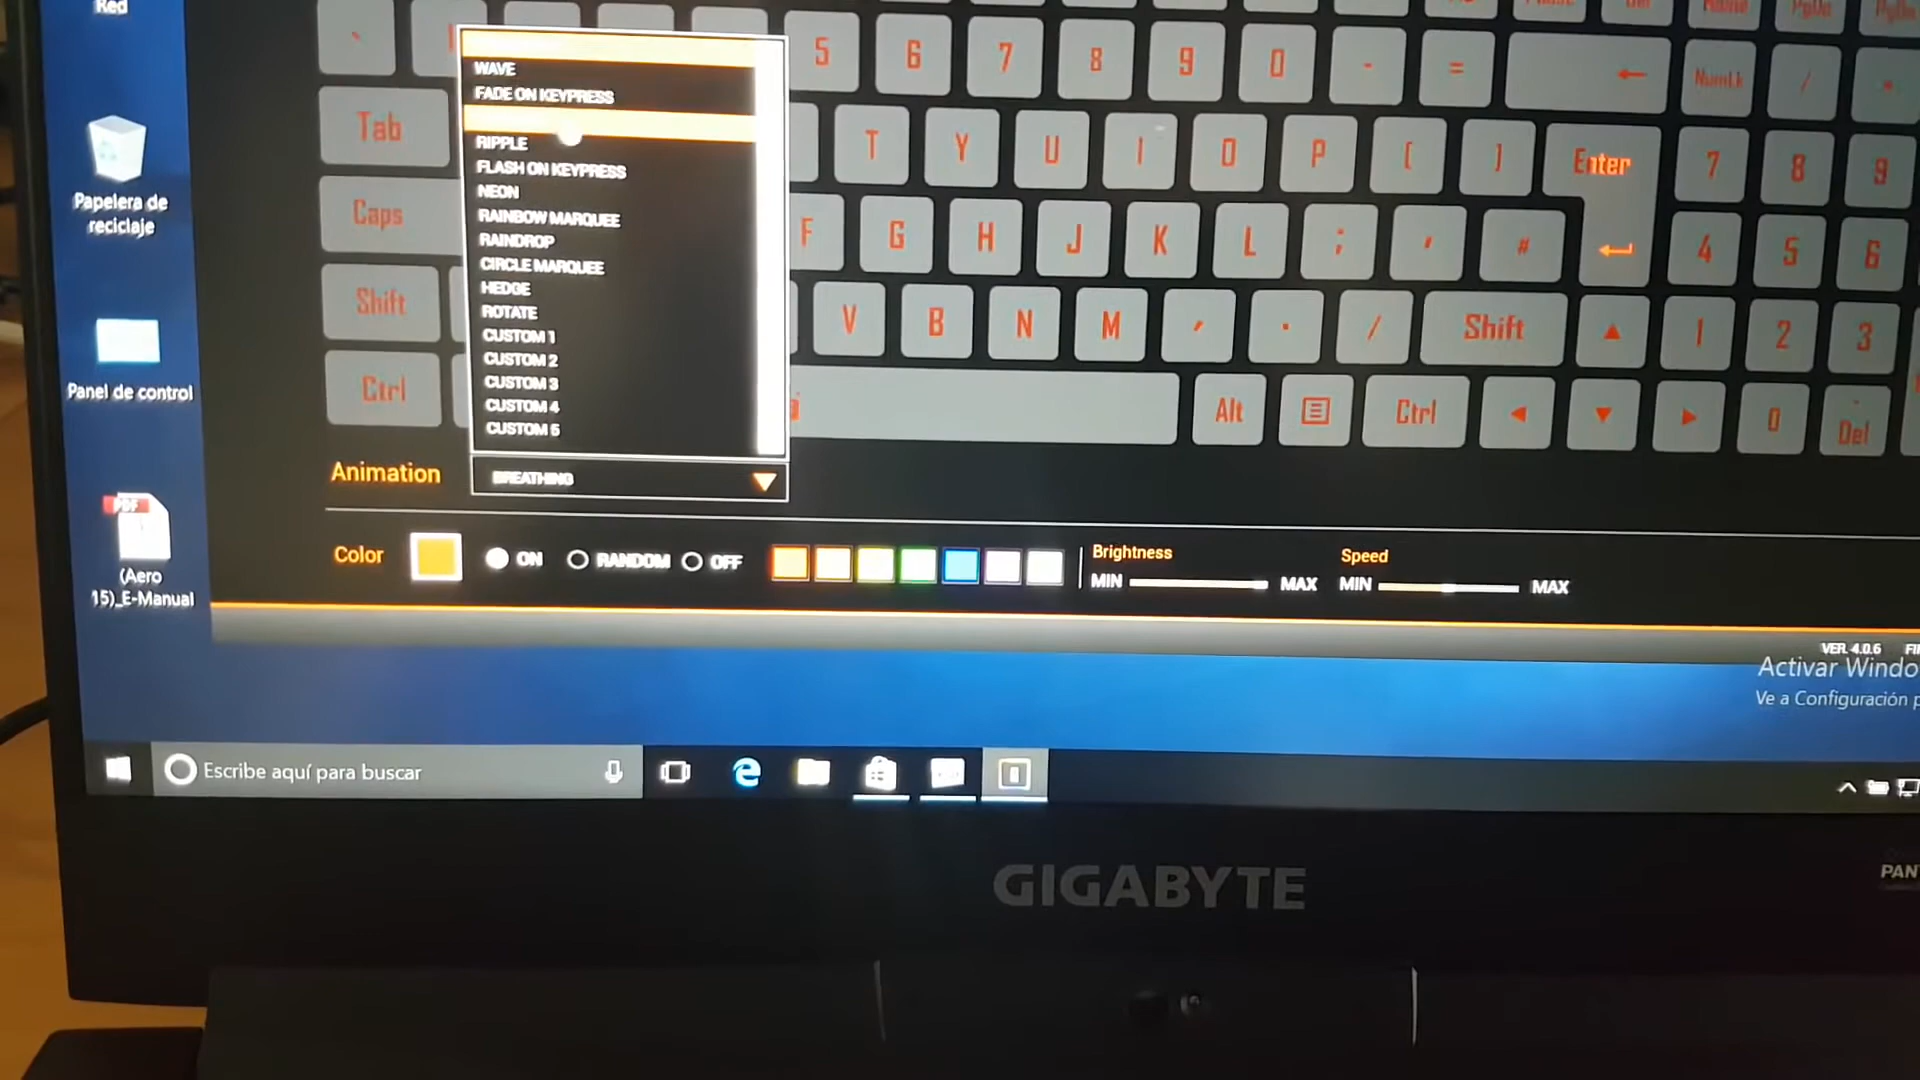 Red
5 6 7 8 9 0 - =
NumLk /
WAVE
FADE ON KEYPRESS
RIPPLE
FLASH ON KEYPRESS
NEON
RAINBOW MARQUEE
RAINDROP
CIRCLE MARQUEE
HEDGE
ROTATE
CUSTOM 1
CUSTOM 2
CUSTOM 3
CUSTOM 4
CUSTOM 5
Tab
T Y U I O P [ ] Enter 7 8 9
Caps
F G H J K L ; ' # 4 5 6
Shift
V B N M , . / Shift 1 2 3
Ctrl
Alt Ctrl 0 Del
Papelera de
reciclaje
Panel de control
(Aero
15)_E-Manual
PDF
Animation BREATHING
Color ON RANDOM OFF
Brightness
MIN MAX
Speed
MIN MAX
VER. 4.0.6
Activar Windo
Ve a Configuración p
Escribe aquí para buscar
GIGABYTE
PAN